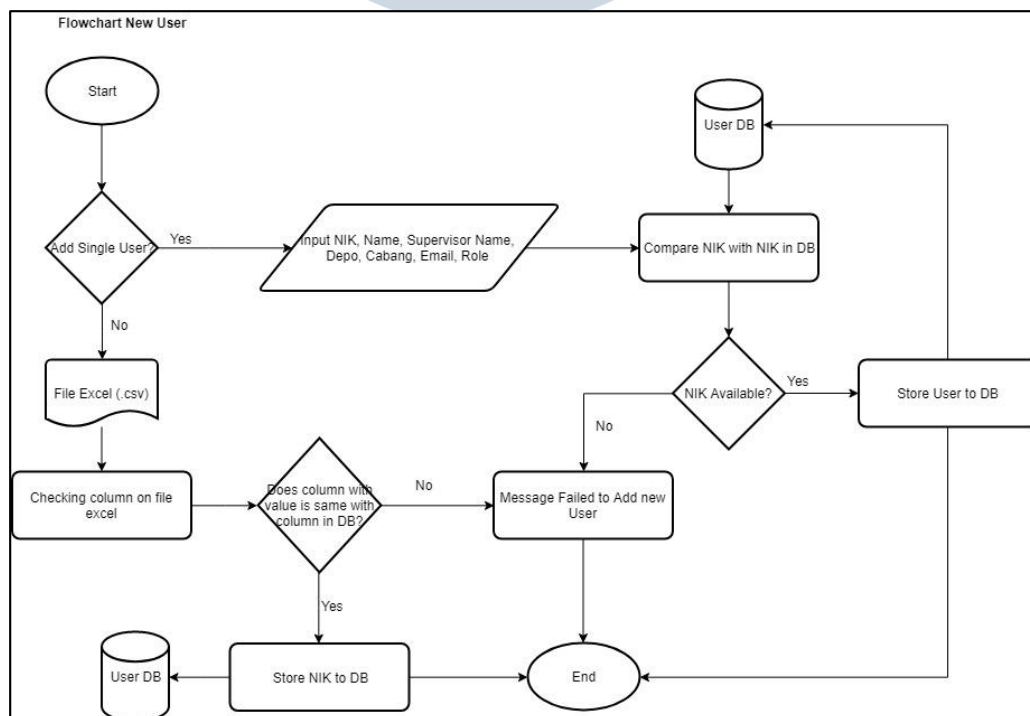 Flowchart New User
Start
User DB
Add Single User?
Yes
Input NIK, Name, Supervisor Name,
Depo, Cabang, Email, Role
Compare NIK with NIK in DB
No
File Excel (.csv)
NIK Available?
Yes
Store User to DB
No
Checking column on file
excel
Does column with
value is same with
column in DB?
No
Message Failed to Add new
User
Yes
User DB
Store NIK to DB
End